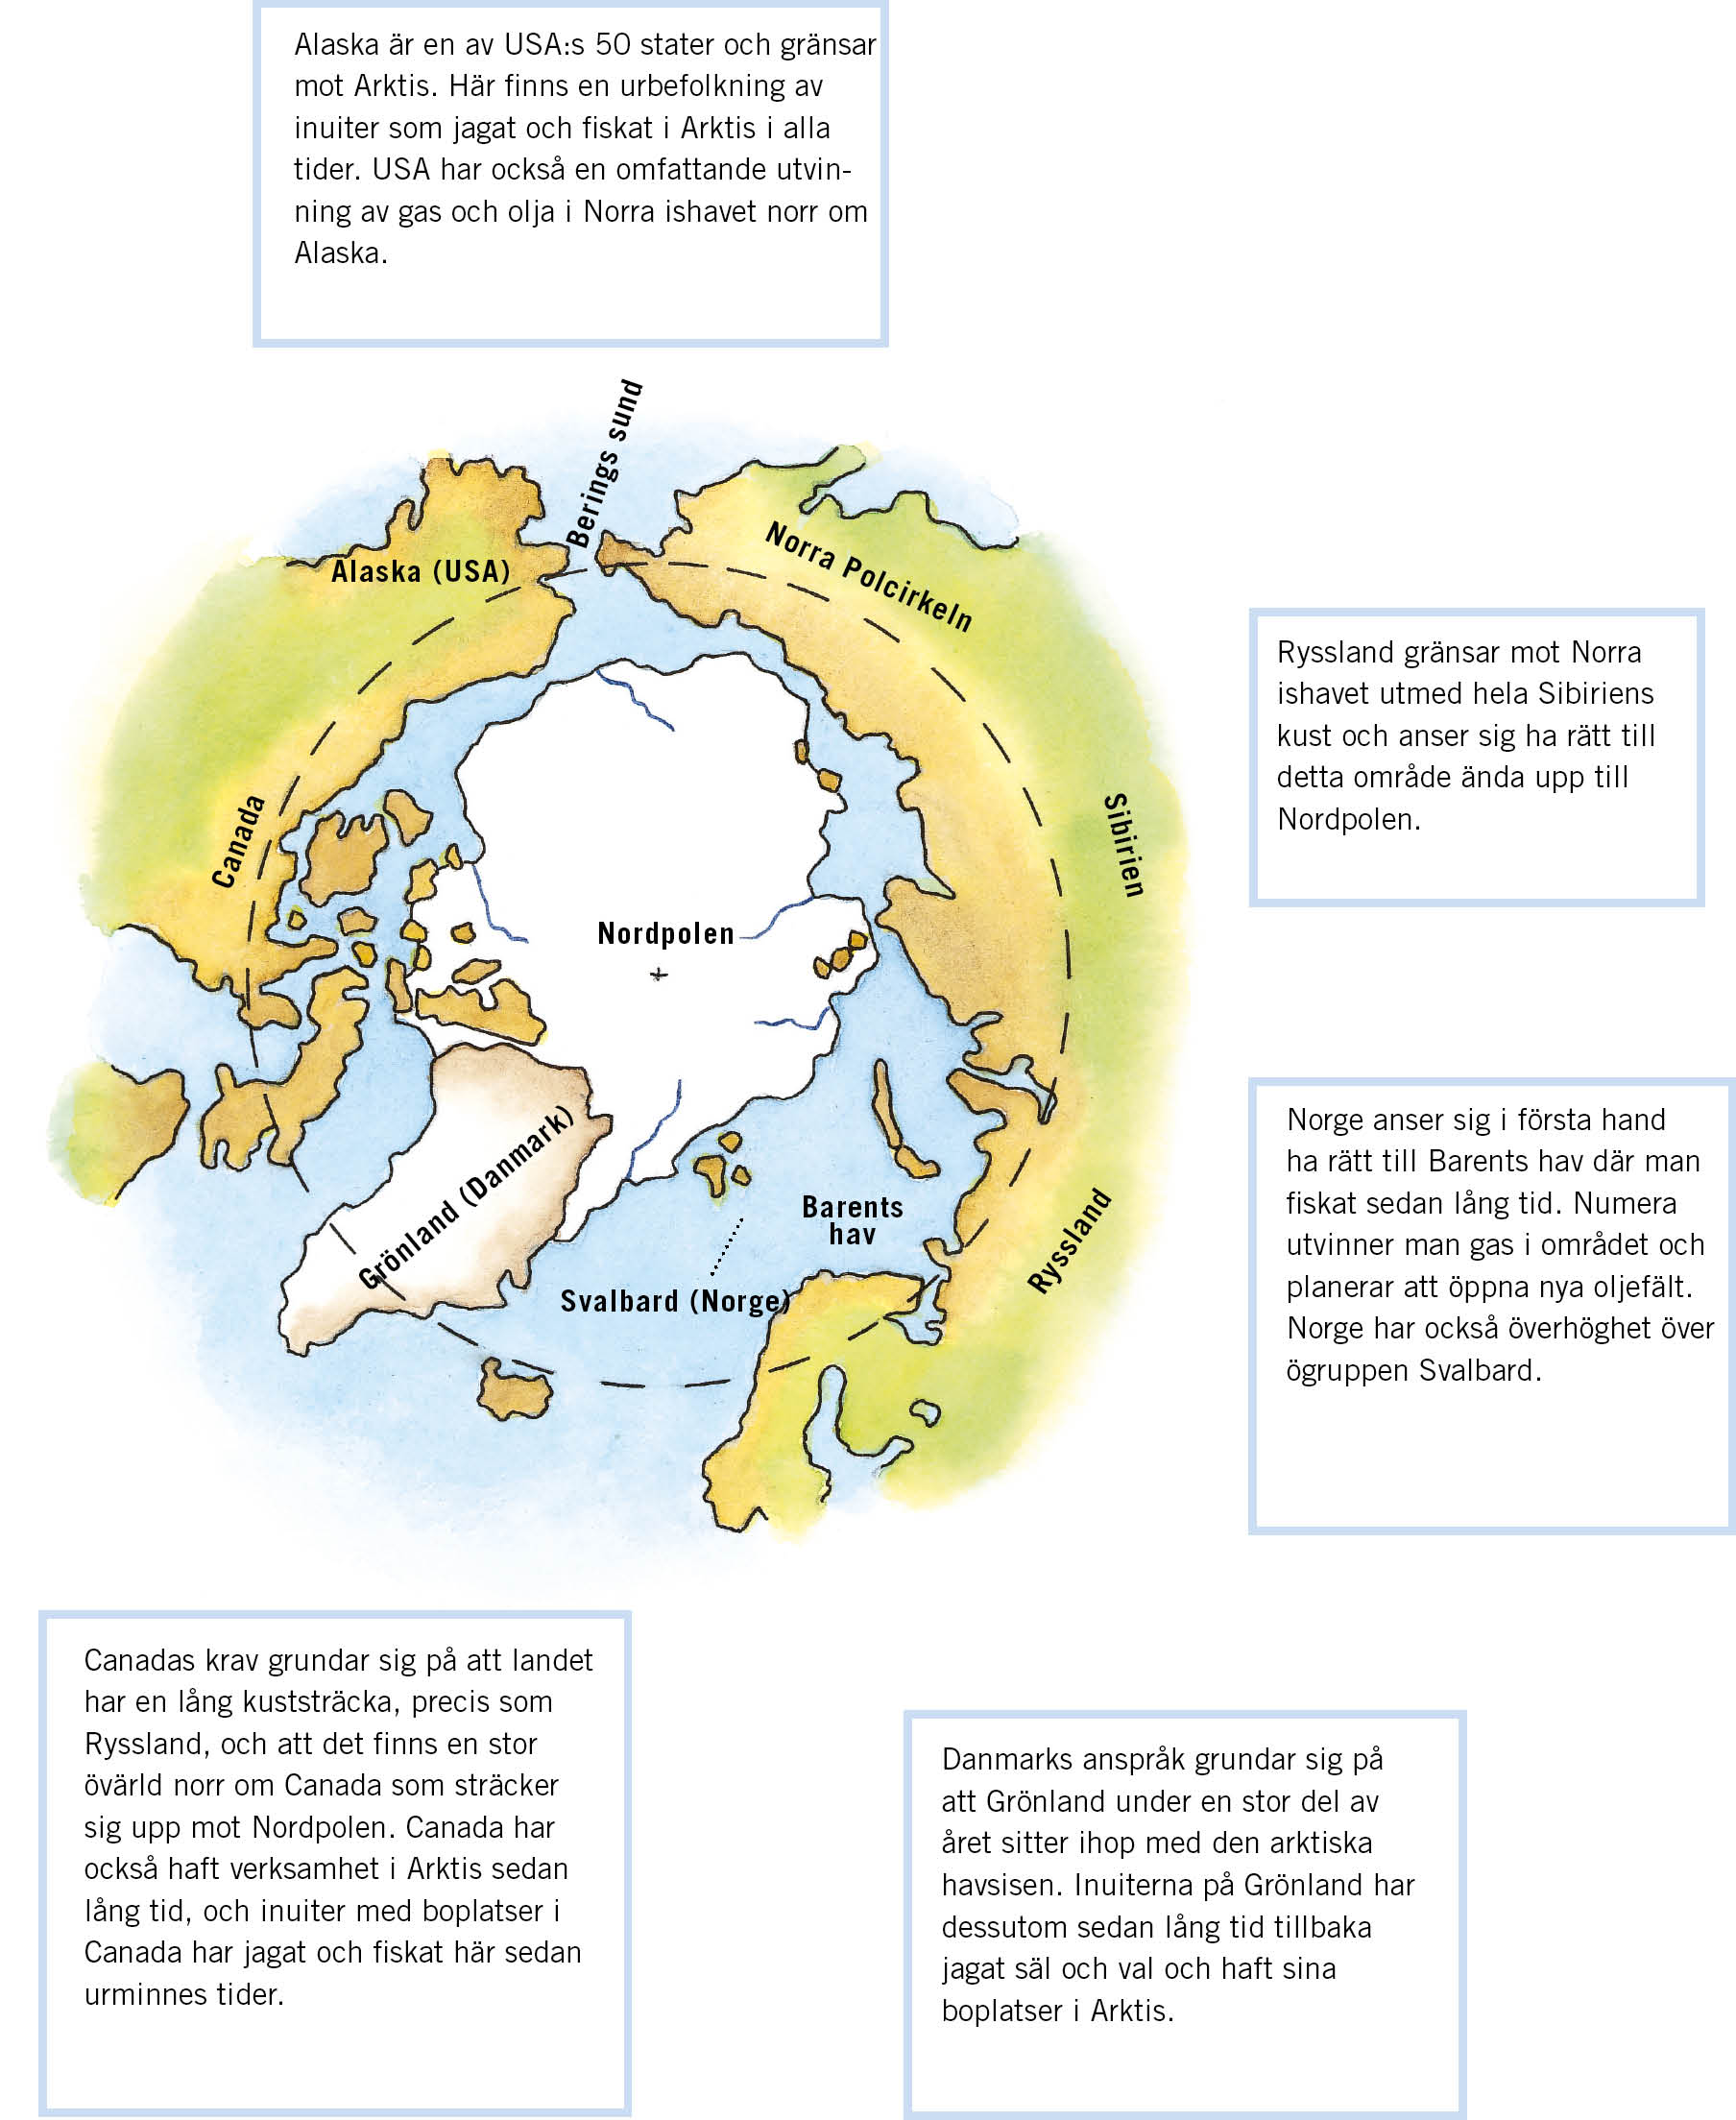 Alaska är en av USA:s 50 stater och gränsar
mot Arktis. Här finns en urbefolkning av
inuiter som jagat och fiskat i Arktis i alla
tider. USA har också en omfattande utvin-
ning av gas och olja i Norra ishavet norr om
Alaska.
Berings sund
Alaska (USA)
Norra Polcirkeln
Canada
Sibirien
Nordpolen
Grönland (Danmark)
Barents
hav
Ryssland
Svalbard (Norge)
Ryssland gränsar mot Norra
ishavet utmed hela Sibiriens
kust och anser sig ha rätt till
detta område ända upp till
Nordpolen.
Norge anser sig i första hand
ha rätt till Barents hav där man
fiskat sedan lång tid. Numera
utvinner man gas i området och
planerar att öppna nya oljefält.
Norge har också överhöghet över
ögruppen Svalbard.
Canadas krav grundar sig på att landet
har en lång kuststräcka, precis som
Ryssland, och att det finns en stor
övärld norr om Canada som sträcker
sig upp mot Nordpolen. Canada har
också haft verksamhet i Arktis sedan
lång tid, och inuiter med boplatser i
Canada har jagat och fiskat här sedan
urminnes tider.
Danmarks anspråk grundar sig på
att Grönland under en stor del av
året sitter ihop med den arktiska
havsisen. Inuiterna på Grönland har
dessutom sedan lång tid tillbaka
jagat säl och val och haft sina
boplatser i Arktis.